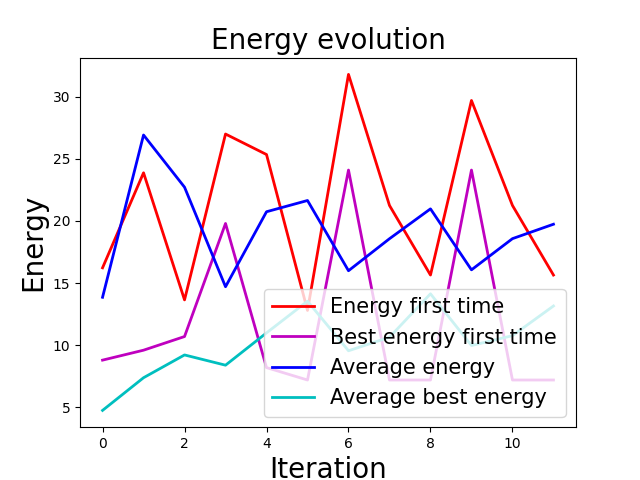 Energy evolution
Energy
30
25
20
15
10
5
Energy first time
Best energy first time
Average energy
Average best energy
0 2 4 6 8 10
Iteration